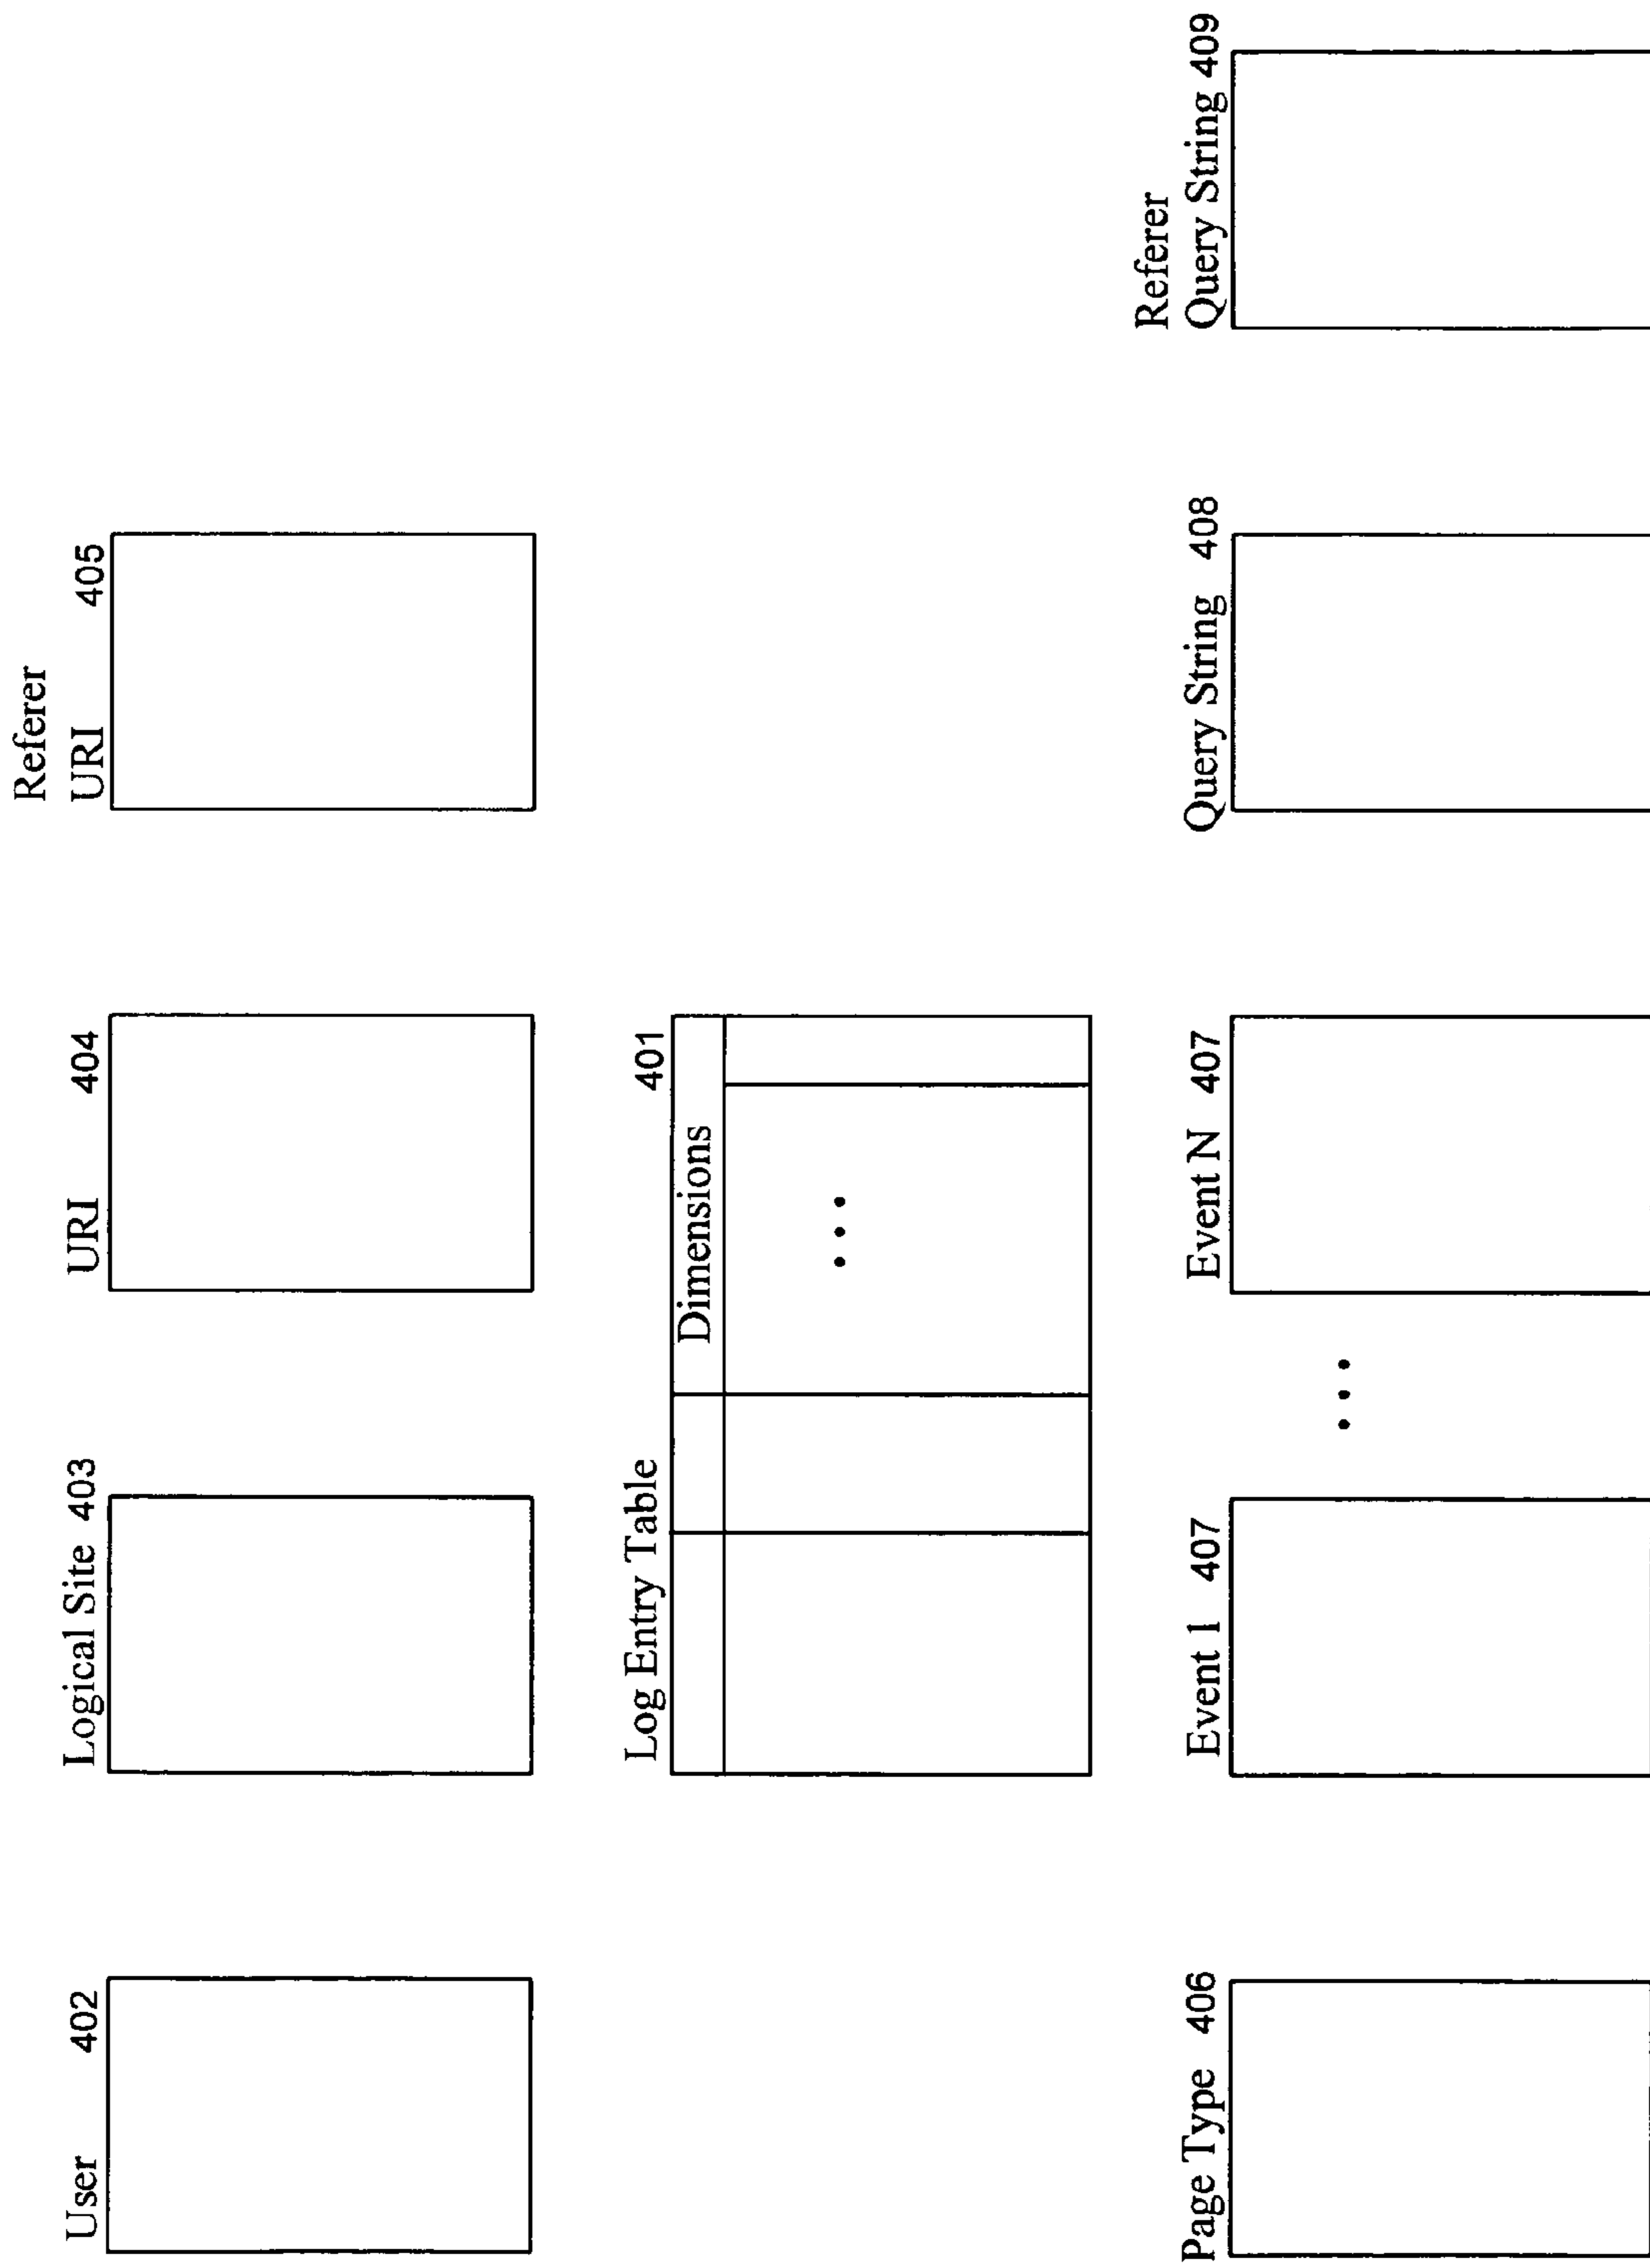 User 402
Logical Site 403
URI 404
Referer
URI 405
Log Entry Table 401
Dimensions
• • •
Page Type 406
Event 1 407
• • •
Event N 407
Query String 408
Referer
Query String 409